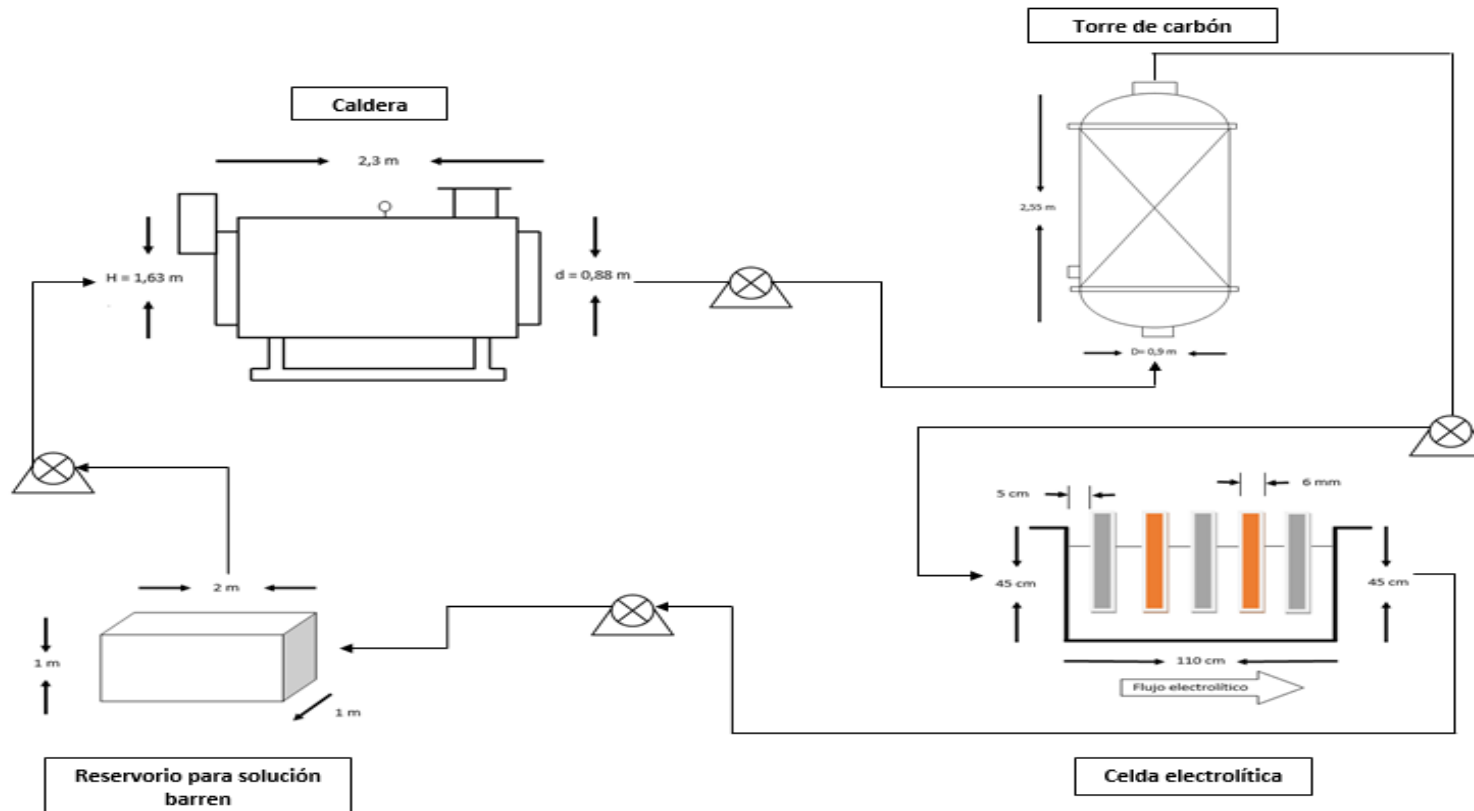 Torre de carbón
Caldera
2,3 m
H = 1,63 m
d = 0,88 m
2,55 m
D= 0,9 m
5 cm
6 mm
45 cm
45 cm
110 cm
Flujo electrolítico
2 m
1 m
1 m
Reservorio para solución
barren
Celda electrolítica